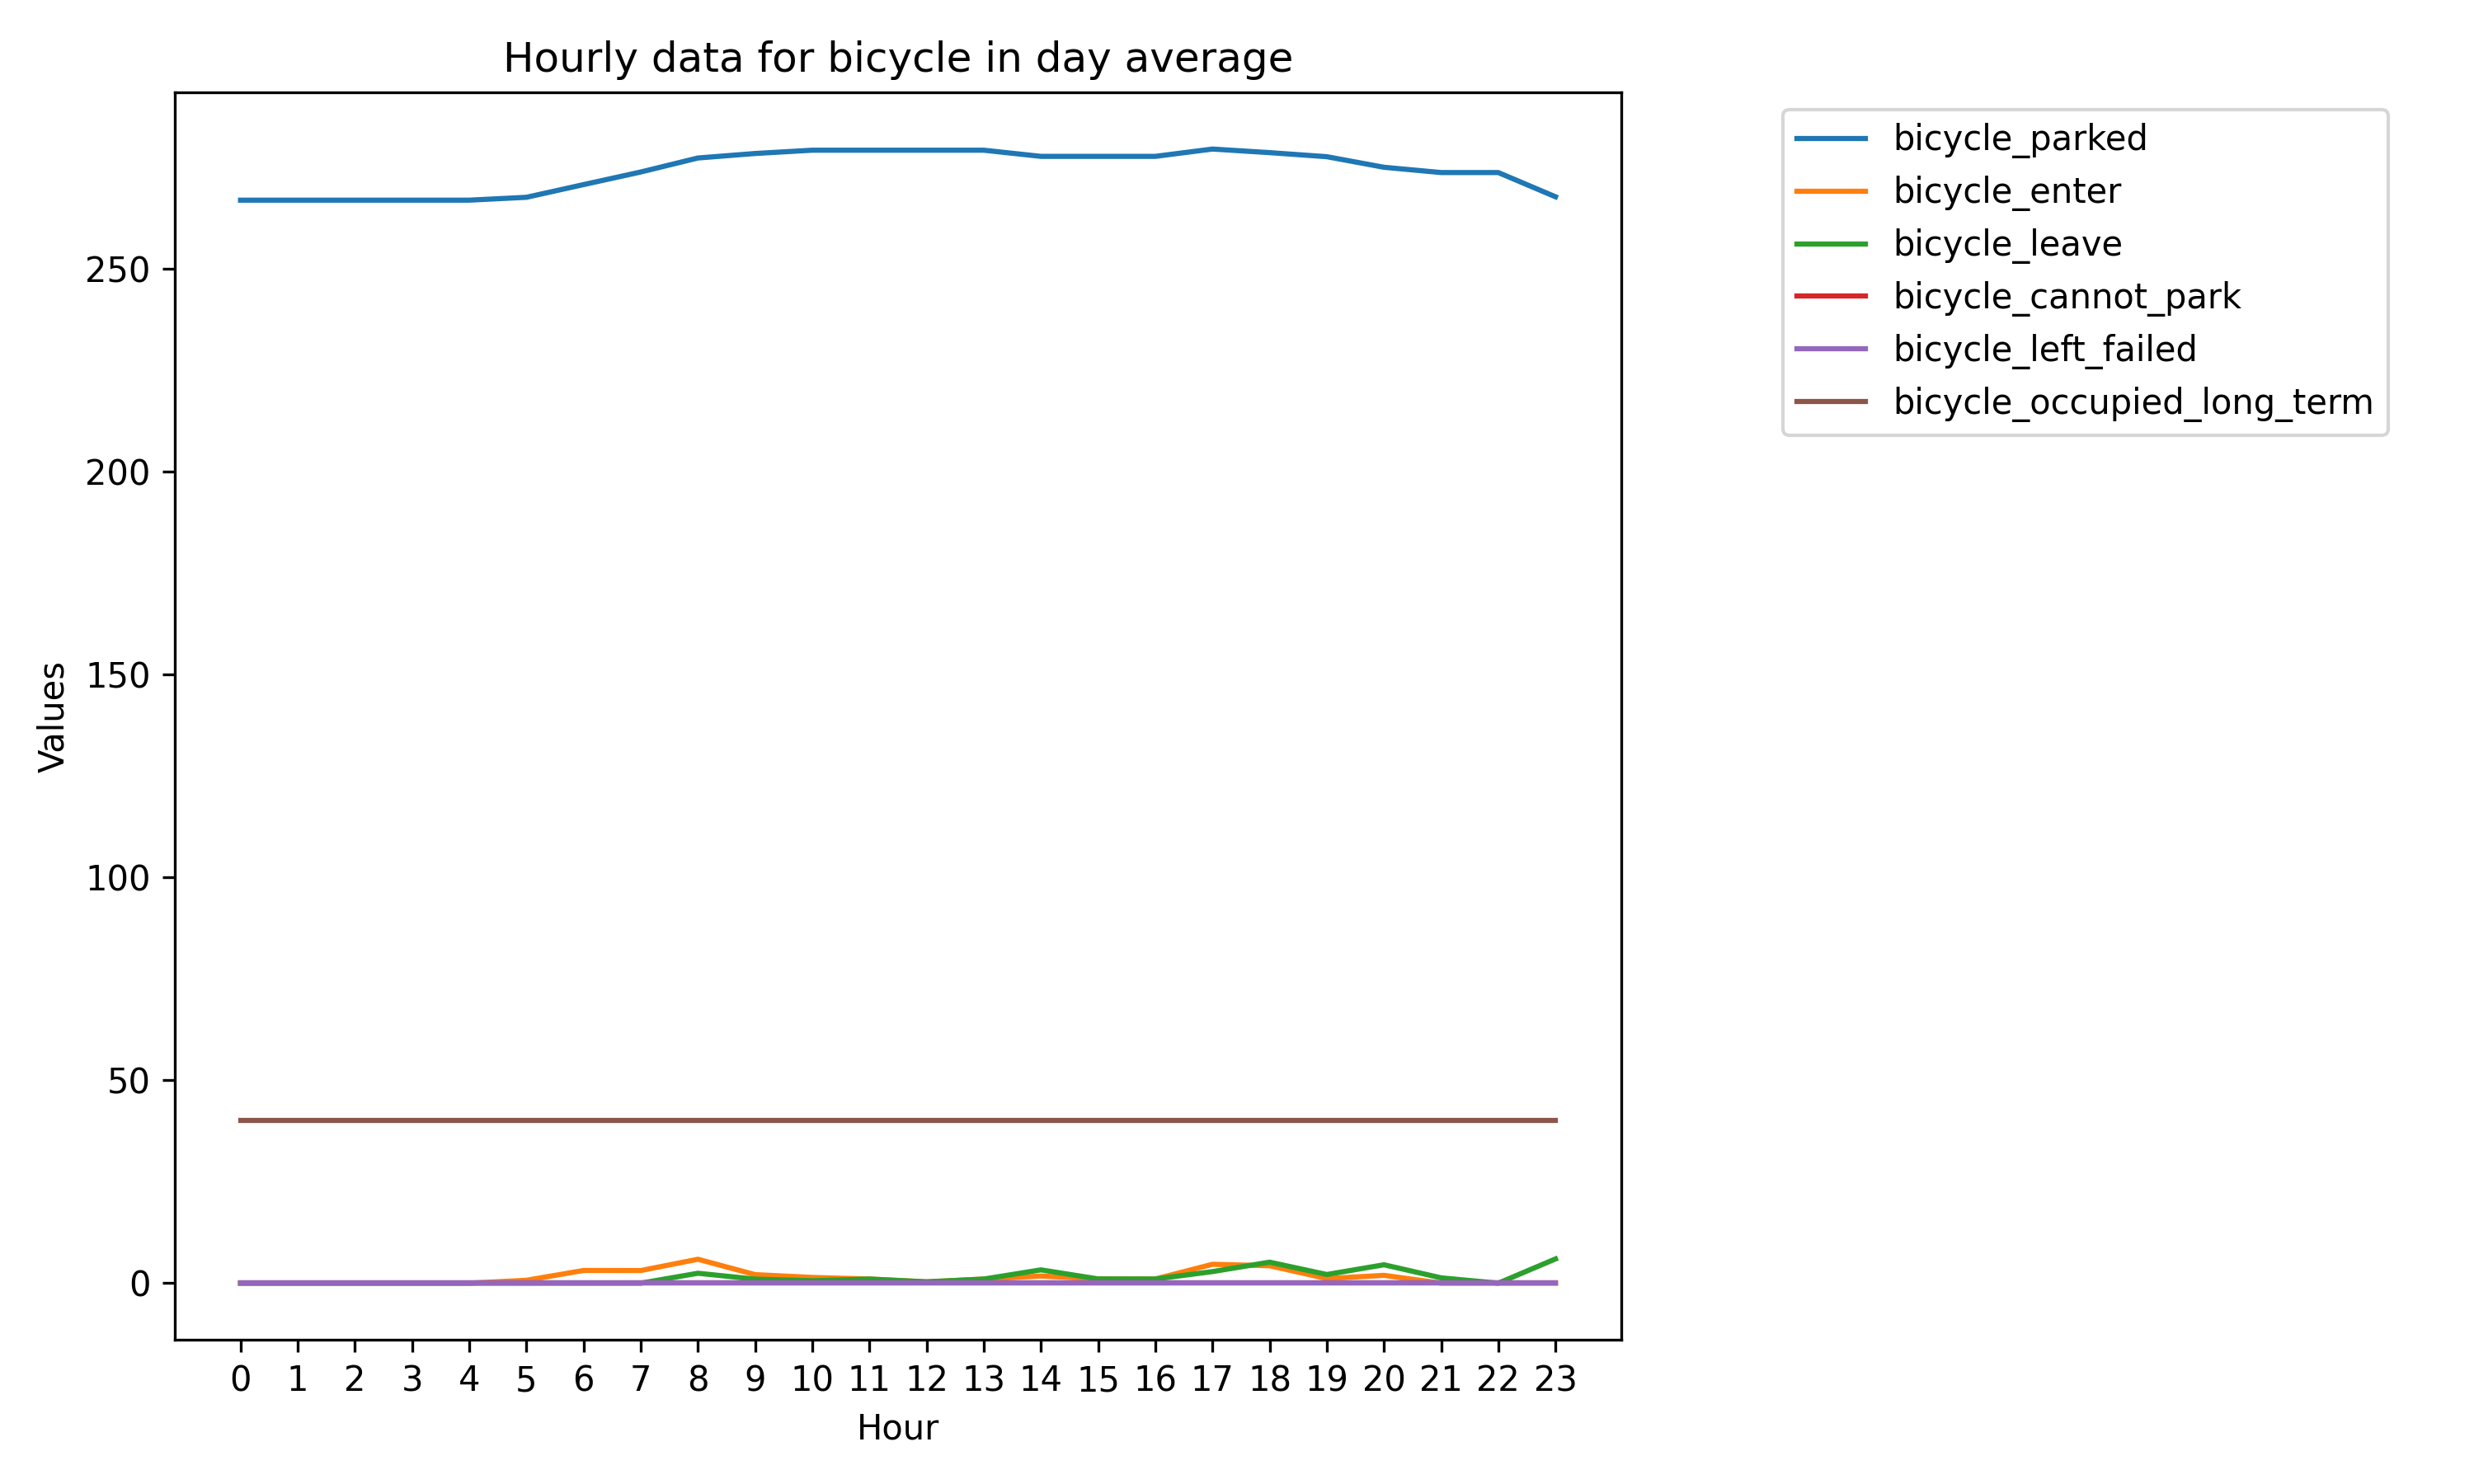 Hourly data for bicycle in day average
bicycle_parked
bicycle_enter
bicycle_leave
bicycle_cannot_park
bicycle_left_failed
bicycle_occupied_long_term
Values
250
200
150
100
50
0
0 1 2 3 4 5 6 7 8 9 10 11 12 13 14 15 16 17 18 19 20 21 22 23
Hour